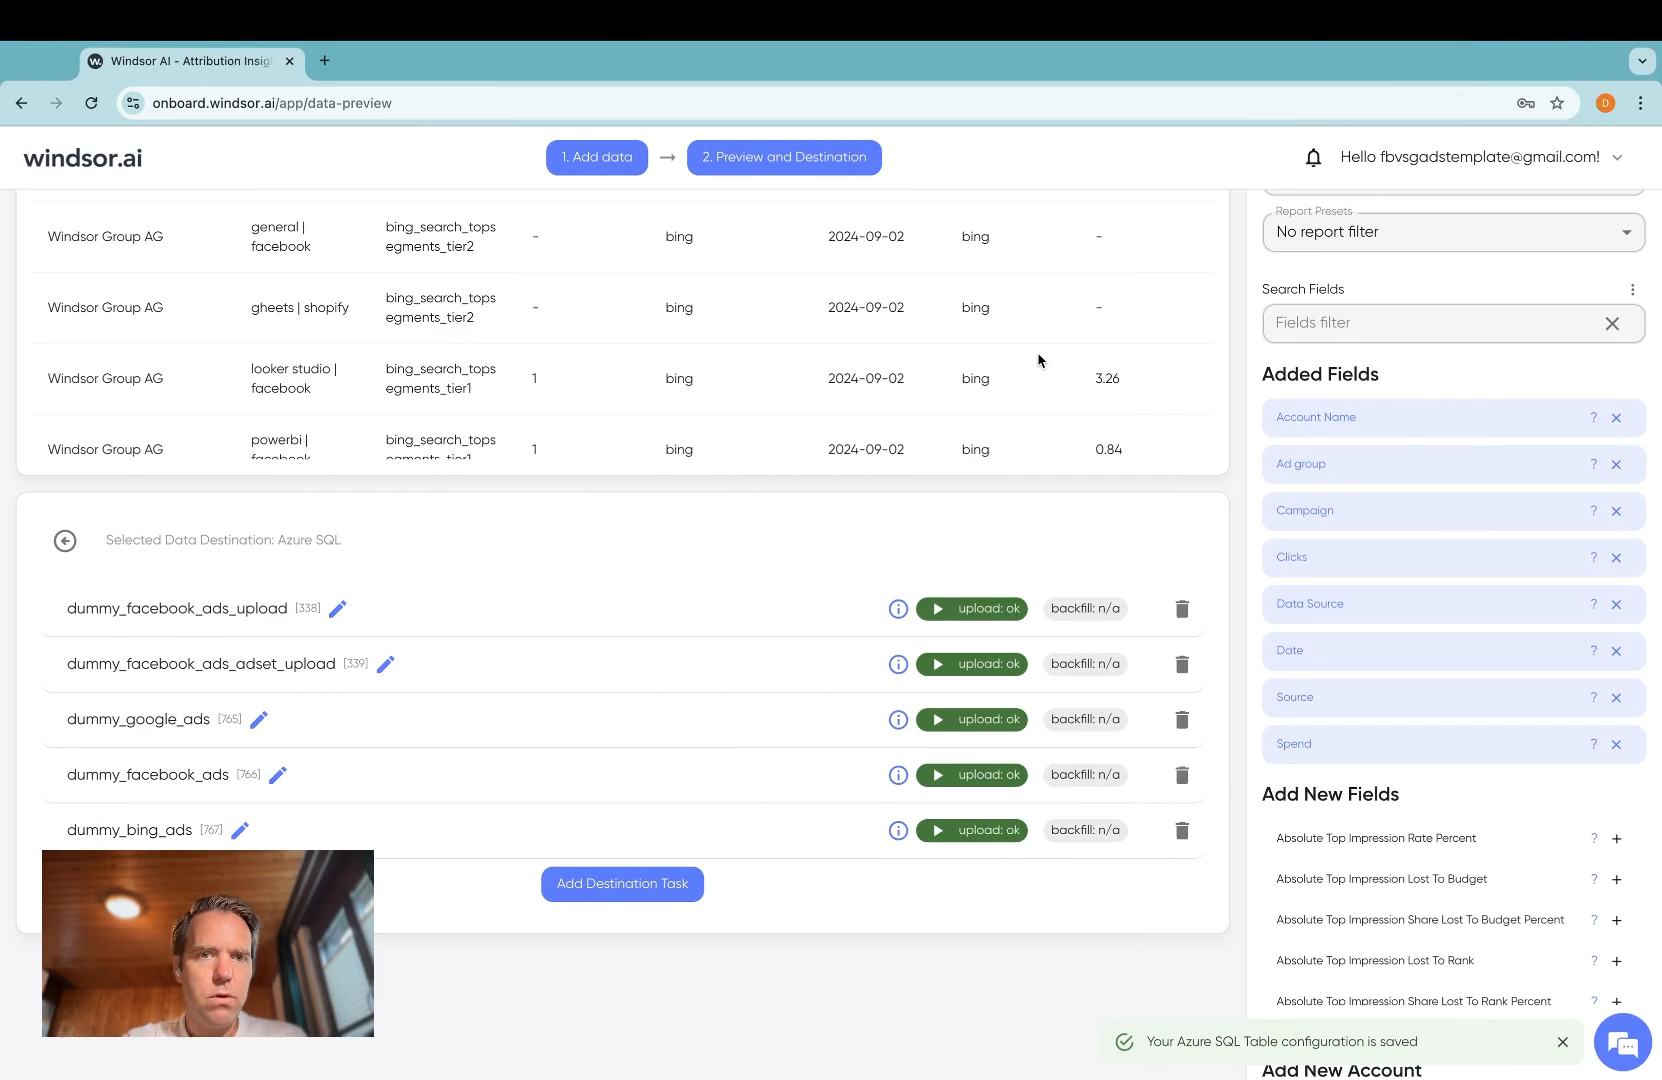 Windsor AI - Attribution Insig
onboard.windsor.ai/app/data-preview
D
windsor.ai
1. Add data
2. Preview and Destination
Hello fbvsgadstemplate@gmail.com!
Windsor Group AG general | facebook bing_search_topsegments_tier2 - bing 2024-09-02 bing -
Windsor Group AG gheets | shopify bing_search_topsegments_tier2 - bing 2024-09-02 bing -
Windsor Group AG looker studio | facebook bing_search_topsegments_tier1 1 bing 2024-09-02 bing 3.26
Windsor Group AG powerbi | facebook bing_search_topsegments_tier1 1 bing 2024-09-02 bing 0.84
Selected Data Destination: Azure SQL
dummy_facebook_ads_upload [338] upload: ok backfill: n/a
dummy_facebook_ads_adset_upload [339] upload: ok backfill: n/a
dummy_google_ads [765] upload: ok backfill: n/a
dummy_facebook_ads [766] upload: ok backfill: n/a
dummy_bing_ads [767] upload: ok backfill: n/a
Add Destination Task
Report Presets
No report filter
Search Fields
Fields filter
Added Fields
Account Name ?
Ad group ?
Campaign ?
Clicks ?
Data Source ?
Date ?
Source ?
Spend ?
Add New Fields
Absolute Top Impression Rate Percent ? +
Absolute Top Impression Lost To Budget ? +
Absolute Top Impression Share Lost To Budget Percent ? +
Absolute Top Impression Lost To Rank ? +
Absolute Top Impression Share Lost To Rank Percent ? +
Your Azure SQL Table configuration is saved
Add New Account